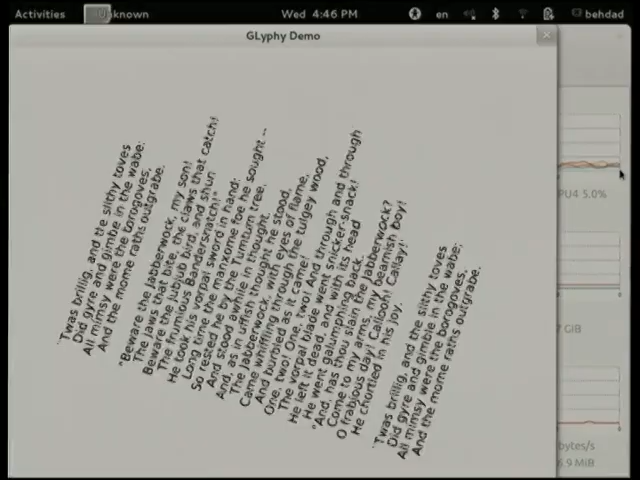 Activities
Unknown
Wed 4:46 PM
en
behdad
GLyphy Demo
'Twas brillig, and the slithy toves
Did gyre and gimble in the wabe;
All mimsy were the borogoves,
And the mome raths outgrabe.
"Beware the Jabberwock, my son!
The jaws that bite, the claws that catch!
Beware the Jubjub bird, and shun
The frumious Bandersnatch!"
He took his vorpal sword in hand:
Long time the manxome foe he sought --
So rested he by the Tumtum tree,
And stood awhile in thought.
And, as in uffish thought he stood,
The Jabberwock, with eyes of flame,
Came whiffling through the tulgey wood,
And burbled as it came!
One, two! One, two! And through and through
The vorpal blade went snicker-snack!
He left it dead, and with its head
He went galumphing back.
"And, has thou slain the Jabberwock?
Come to my arms, my beamish boy!
O frabjous day! Callooh! Callay!'
He chortled in his joy.
'Twas brillig, and the slithy toves
Did gyre and gimble in the wabe;
All mimsy were the borogoves,
And the mome raths outgrabe.
PU4 5.0%
GiB
bytes/s
6.9 MiB